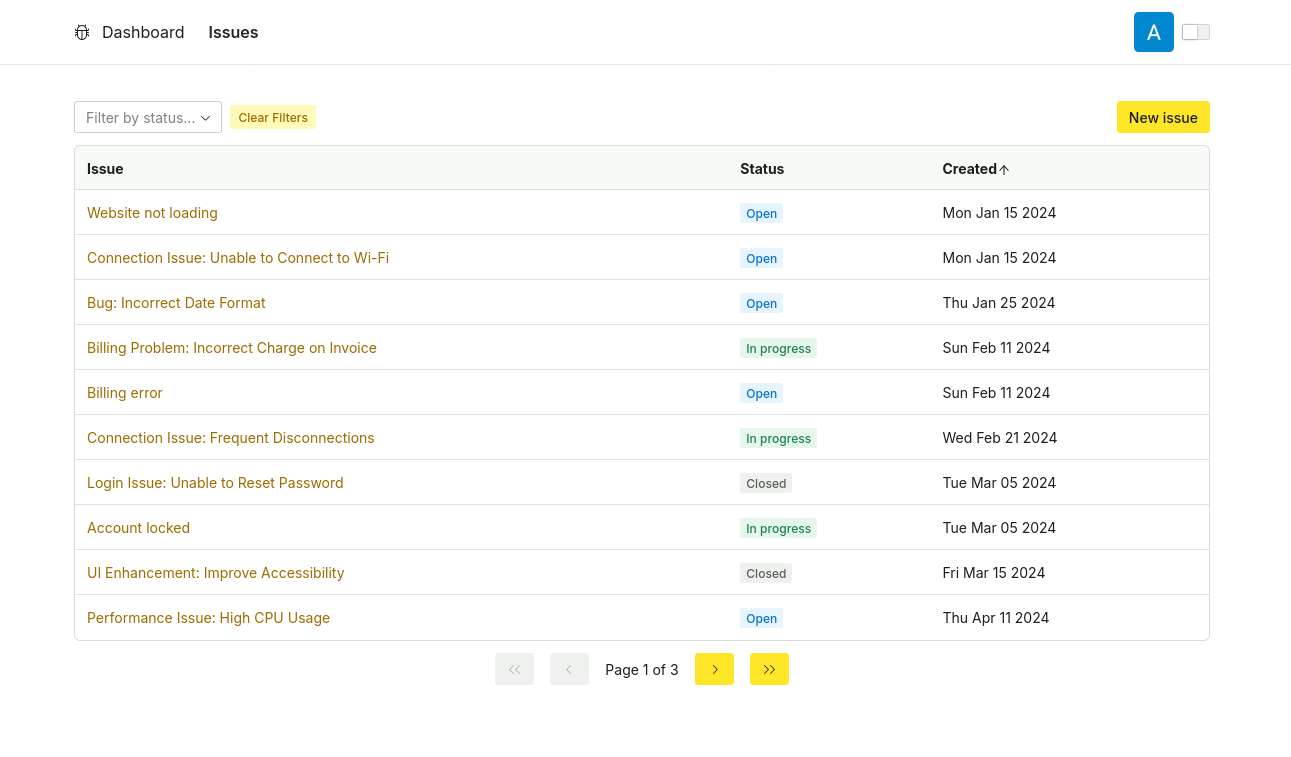 Dashboard Issues A
Filter by status... Clear Filters New issue
Issue Status Created
Website not loading Open Mon Jan 15 2024
Connection Issue: Unable to Connect to Wi-Fi Open Mon Jan 15 2024
Bug: Incorrect Date Format Open Thu Jan 25 2024
Billing Problem: Incorrect Charge on Invoice In progress Sun Feb 11 2024
Billing error Open Sun Feb 11 2024
Connection Issue: Frequent Disconnections In progress Wed Feb 21 2024
Login Issue: Unable to Reset Password Closed Tue Mar 05 2024
Account locked In progress Tue Mar 05 2024
UI Enhancement: Improve Accessibility Closed Fri Mar 15 2024
Performance Issue: High CPU Usage Open Thu Apr 11 2024
Page 1 of 3